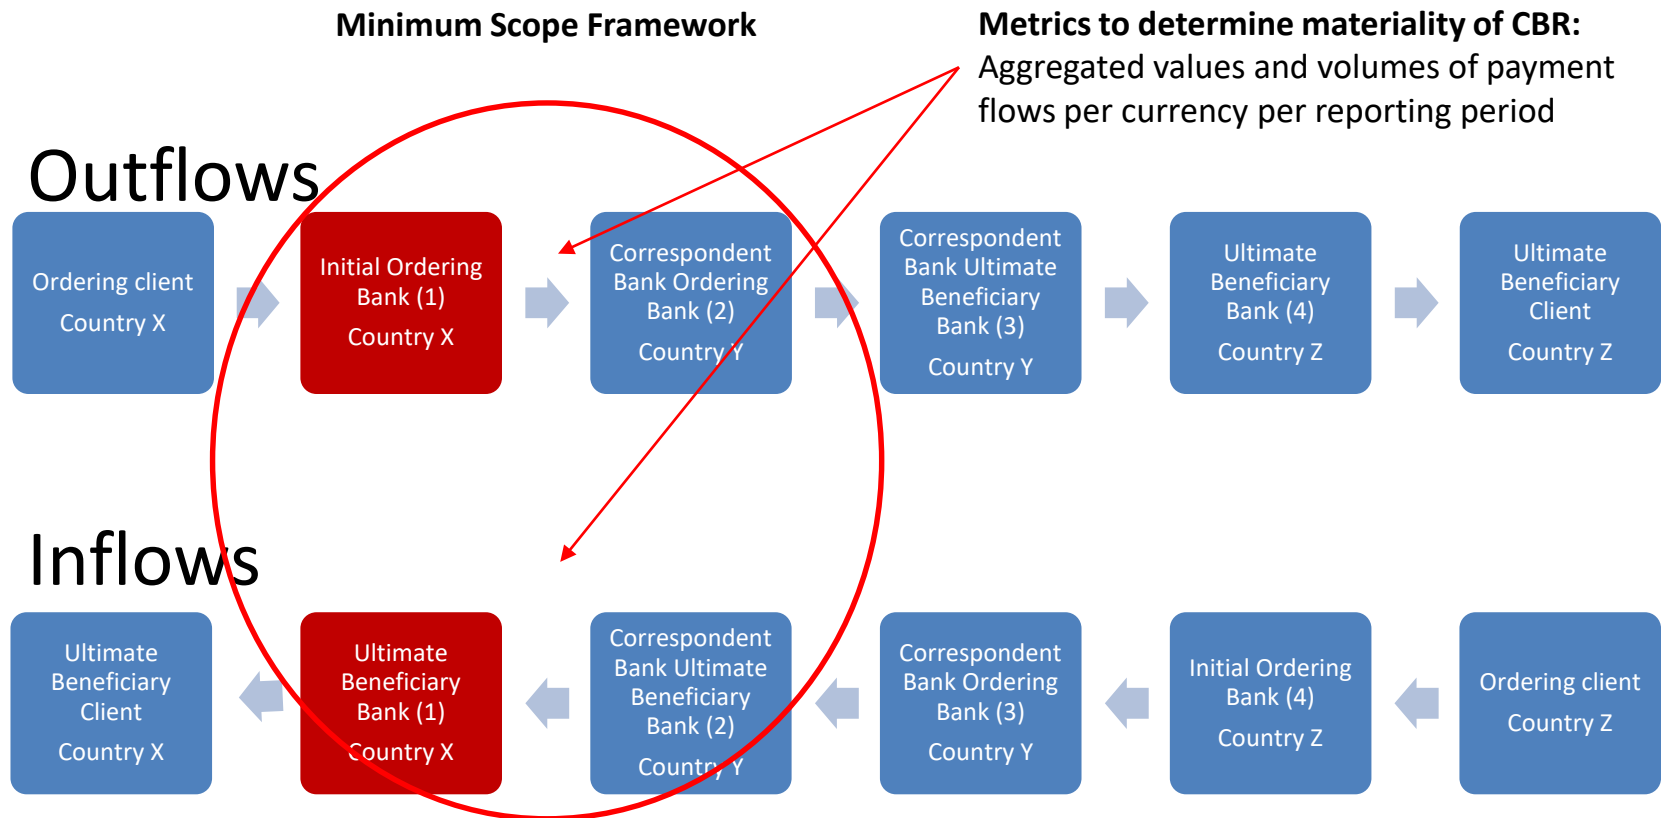 Minimum Scope Framework
Metrics to determine materiality of CBR:
Aggregated values and volumes of payment
flows per currency per reporting period
Outflows
Ordering client
Country X
Initial Ordering
Bank (1)
Country X
Correspondent
Bank Ordering
Bank (2)
Country Y
Correspondent
Bank Ultimate
Beneficiary
Bank (3)
Country Y
Ultimate
Beneficiary
Bank (4)
Country Z
Ultimate
Beneficiary
Client
Country Z
Inflows
Ultimate
Beneficiary
Client
Country X
Ultimate
Beneficiary
Bank (1)
Country X
Correspondent
Bank Ultimate
Beneficiary
Bank (2)
Country Y
Correspondent
Bank Ordering
Bank (3)
Country Y
Initial Ordering
Bank (4)
Country Z
Ordering client
Country Z